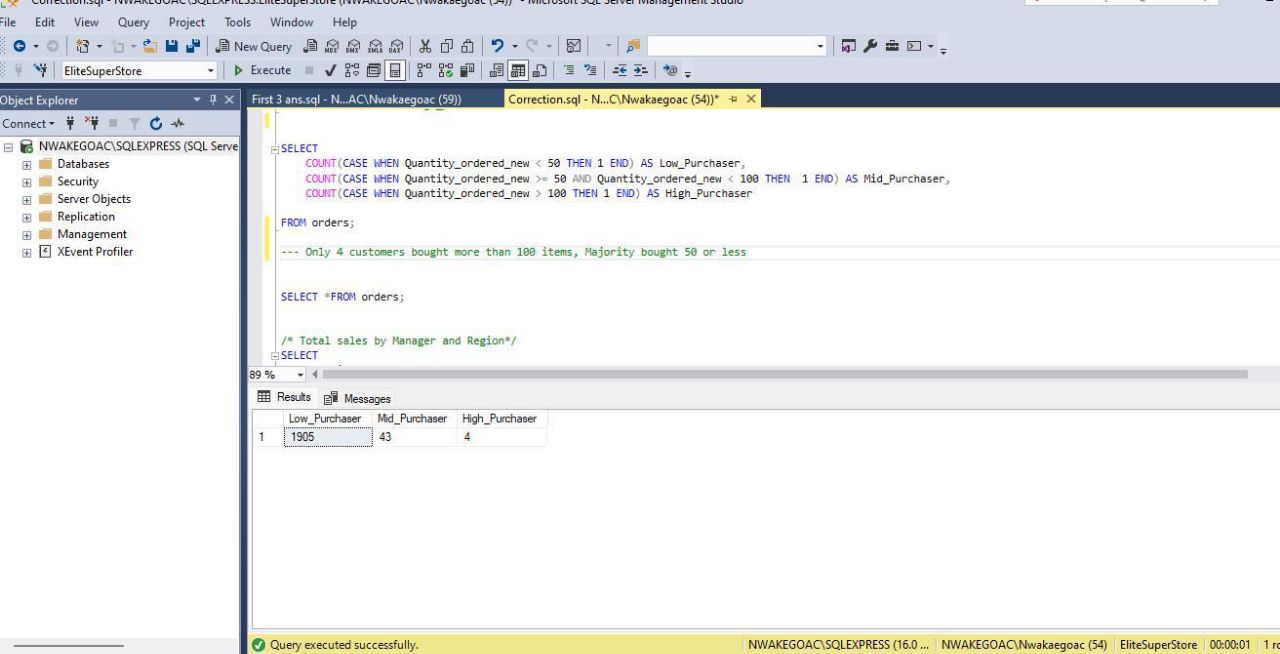 Correction.sql - NWAKEGOAC\SQLEXPRESS.EliteSuperStore (NWAKEGOAC\Nwakaegoac (54))* - Microsoft SQL Server Management Studio
File Edit View Query Project Tools Window Help
New Query MDX DMX XMLA DAX
EliteSuperStore Execute
Object Explorer
Connect
NWAKEGOAC\SQLEXPRESS (SQL Serve
Databases
Security
Server Objects
Replication
Management
XEvent Profiler
First 3 ans.sql - N...AC\Nwakaegoac (59)) Correction.sql - N...C\Nwakaegoac (54))*
SELECT
COUNT(CASE WHEN Quantity_ordered_new < 50 THEN 1 END) AS Low_Purchaser,
COUNT(CASE WHEN Quantity_ordered_new >= 50 AND Quantity_ordered_new < 100 THEN  1 END) AS Mid_Purchaser,
COUNT(CASE WHEN Quantity_ordered_new > 100 THEN 1 END) AS High_Purchaser
FROM orders;
--- Only 4 customers bought more than 100 items, Majority bought 50 or less
SELECT *FROM orders;
/* Total sales by Manager and Region*/
SELECT
89 %
Results Messages
Low_Purchaser Mid_Purchaser High_Purchaser
1 1905 43 4
Query executed successfully. NWAKEGOAC\SQLEXPRESS (16.0 ... NWAKEGOAC\Nwakaegoac (54) EliteSuperStore 00:00:01 1 ro